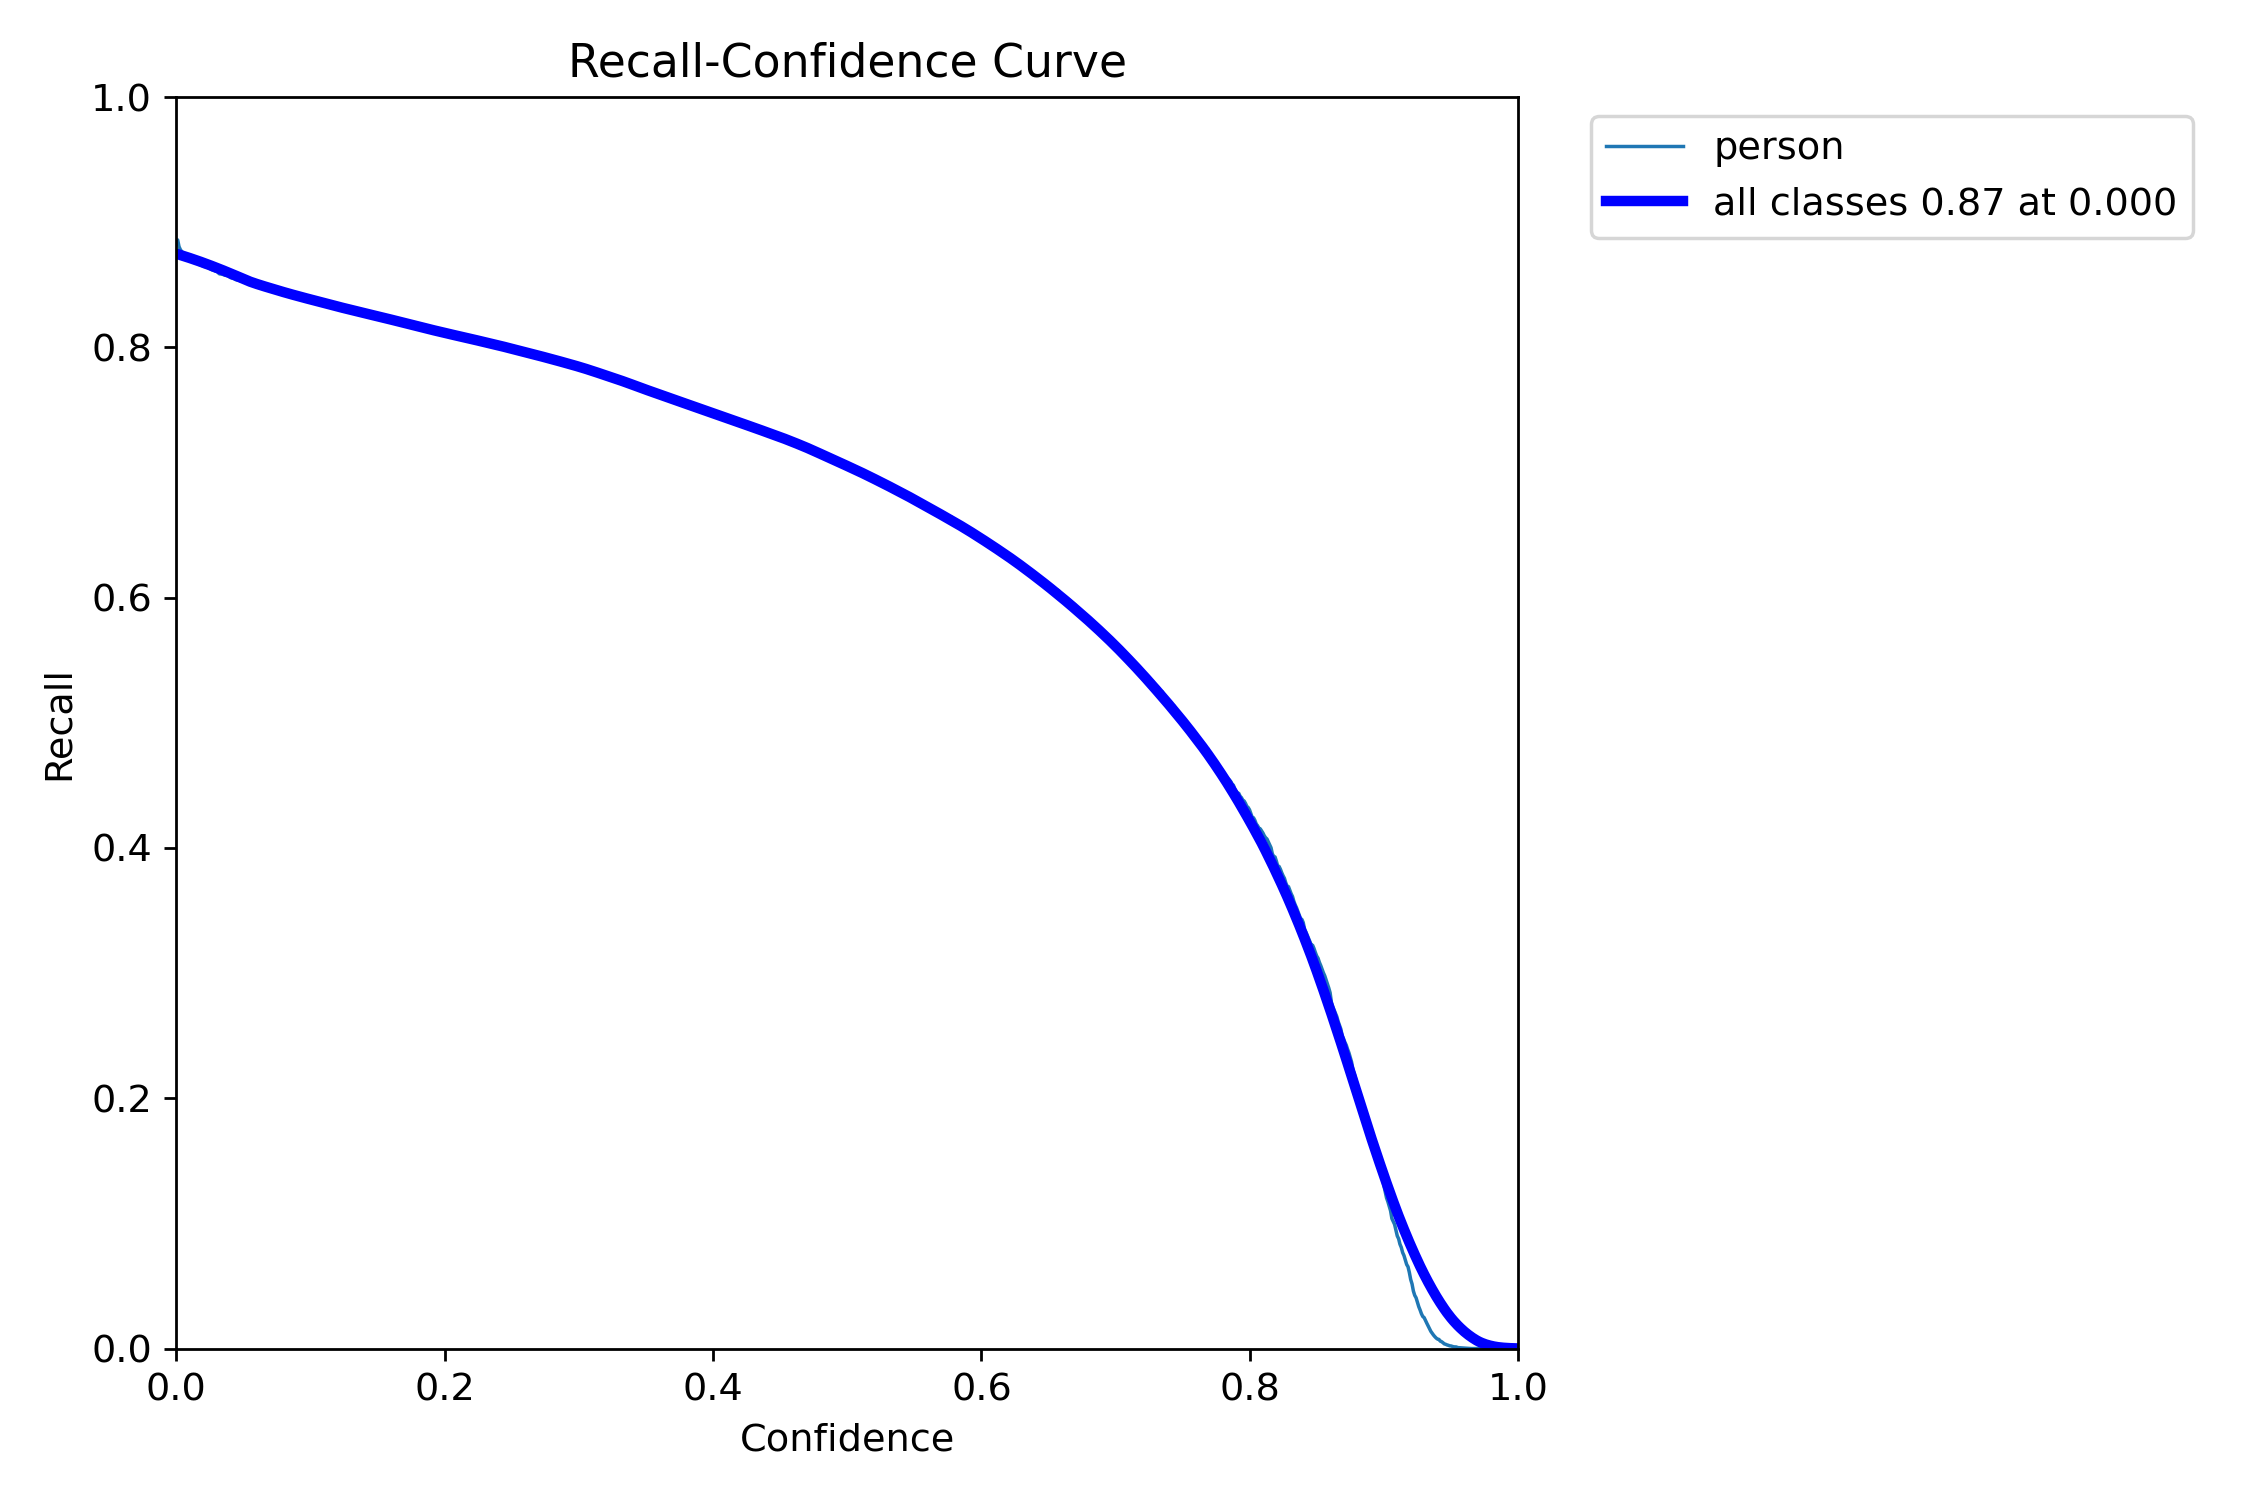 Recall-Confidence Curve
person
all classes 0.87 at 0.000
1.0
0.8
0.6
0.4
0.2
0.0
Recall
0.0 0.2 0.4 0.6 0.8 1.0
Confidence